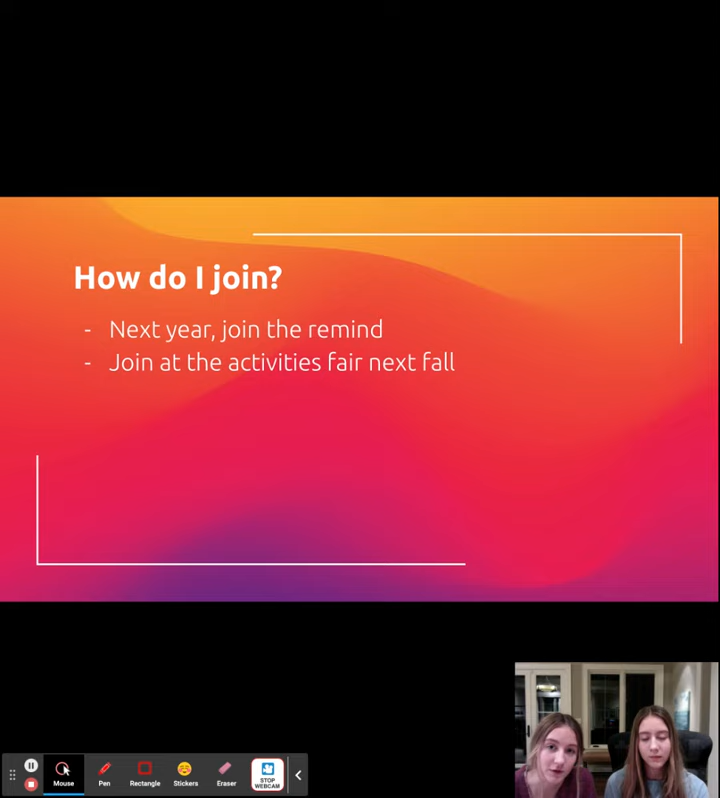 How do I join?
- Next year, join the remind
- Join at the activities fair next fall
Mouse
Pen
Rectangle
Stickers
Eraser
STOP
WEBCAM